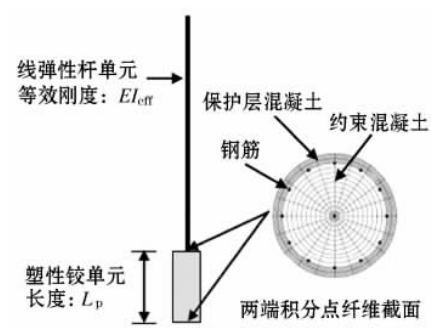 线弹性杆单元
等效刚度：EIeff
保护层混凝土
约束混凝土
钢筋
塑性铰单元
长度：Lp
两端积分点纤维截面